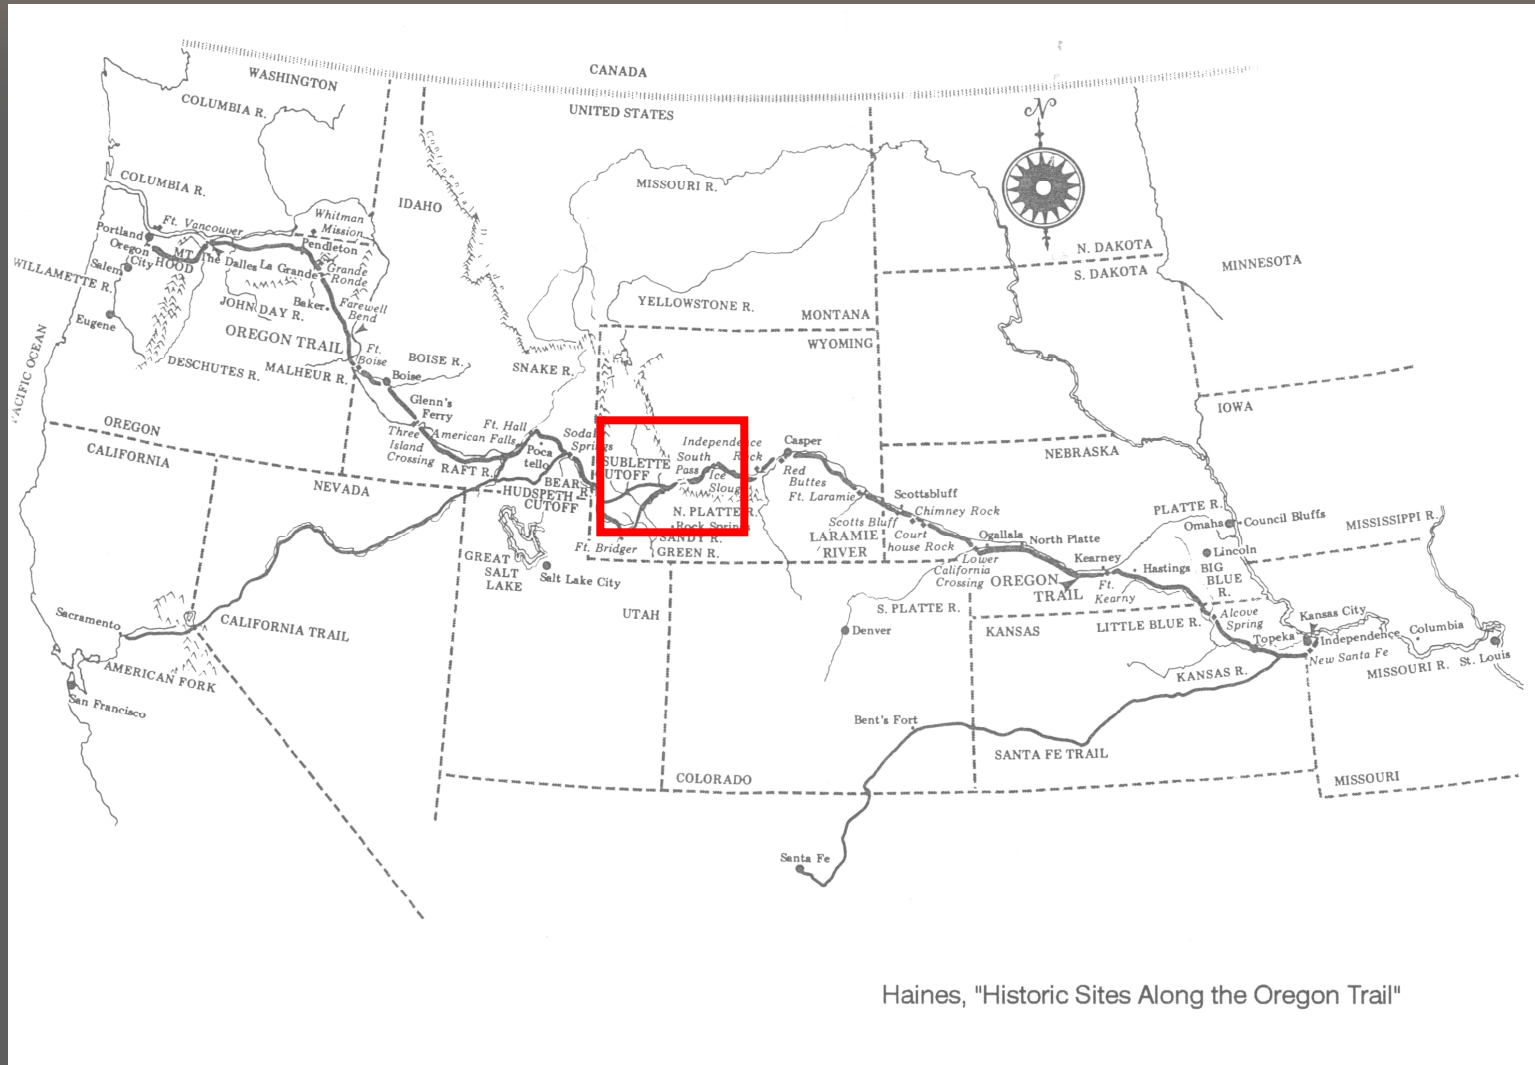 CANADA
WASHINGTON
UNITED STATES
COLUMBIA R.
COLUMBIA R.
MISSOURI R.
IDAHO
Continental
N
Whitman
Mission
Ft. Vancouver
Portland
Oregon
City
MT.
HOOD
The Dalles
La Grande
Pendleton
Grande
Ronde
Salem
WILLAMETTE R.
Eugene
JOHN DAY R.
Baker
Farewell
Bend
N. DAKOTA
S. DAKOTA
MINNESOTA
YELLOWSTONE R.
MONTANA
WYOMING
OREGON TRAIL
Ft.
Boise
BOISE R.
Boise
DESCHUTES R.
MALHEUR R.
SNAKE R.
PACIFIC OCEAN
IOWA
Glenn's
Ferry
Three
Island
Crossing
American Falls
Ft. Hall
RAFT R.
Poca
tello
Soda
Springs
OREGON
CALIFORNIA
NEVADA
BEAR R.
HUDSPETH
CUTOFF
SUBLETTE
CUTOFF
Independence
Rock
South
Pass
Ice
Slough
Casper
Red
Buttes
Ft. Laramie
NEBRASKA
Scottsbluff
Chimney Rock
Scotts Bluff
Court
house Rock
N. PLATTE R.
Rock Springs
SANDY R.
GREEN R.
Ft. Bridger
LARAMIE
RIVER
Ogallala
North Platte
Lower
California
Crossing
PLATTE R.
Omaha
Council Bluffs
MISSISSIPPI R.
Lincoln
Kearney
Hastings
BIG
BLUE
R.
OREGON
TRAIL
Ft.
Kearny
GREAT
SALT
LAKE
Salt Lake City
UTAH
S. PLATTE R.
Denver
KANSAS
LITTLE BLUE R.
Alcove
Spring
Kansas City
Topeka
Independence
Columbia
New Santa Fe
MISSOURI R.
St. Louis
KANSAS R.
Sacramento
CALIFORNIA TRAIL
AMERICAN FORK
San Francisco
Bent's Fort
SANTA FE TRAIL
COLORADO
MISSOURI
Santa Fe
Haines, "Historic Sites Along the Oregon Trail"